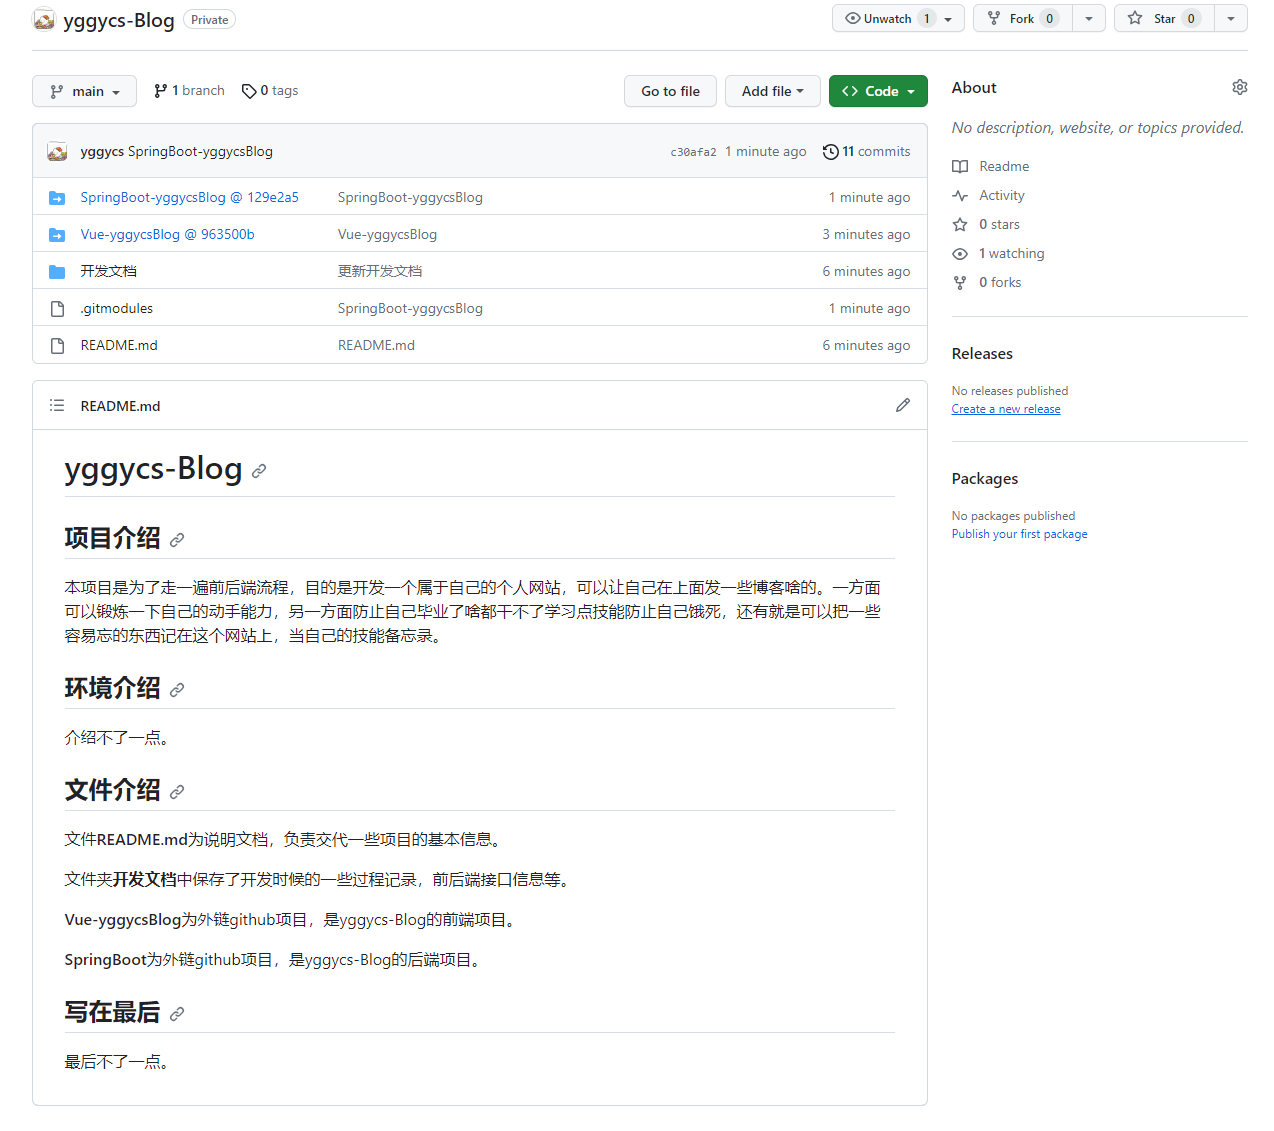 yggycs-Blog Private Unwatch 1 Fork 0 Star 0
main 1 branch 0 tags Go to file Add file Code
yggycs SpringBoot-yggycsBlog c30afa2 1 minute ago 11 commits
SpringBoot-yggycsBlog @ 129e2a5 SpringBoot-yggycsBlog 1 minute ago
Vue-yggycsBlog @ 963500b Vue-yggycsBlog 3 minutes ago
开发文档 更新开发文档 6 minutes ago
.gitmodules SpringBoot-yggycsBlog 1 minute ago
README.md README.md 6 minutes ago
README.md
yggycs-Blog
项目介绍
本项目是为了走一遍前后端流程，目的是开发一个属于自己的个人网站，可以让自己在上面发一些博客啥的。一方面
可以锻炼一下自己的动手能力，另一方面防止自己毕业了啥都干不了学习点技能防止自己饿死，还有就是可以把一些
容易忘的东西记在这个网站上，当自己的技能备忘录。
环境介绍
介绍不了一点。
文件介绍
文件README.md为说明文档，负责交代一些项目的基本信息。
文件夹开发文档中保存了开发时候的一些过程记录，前后端接口信息等。
Vue-yggycsBlog为外链github项目，是yggycs-Blog的前端项目。
SpringBoot为外链github项目，是yggycs-Blog的后端项目。
写在最后
最后不了一点。
About
No description, website, or topics provided.
Readme
Activity
0 stars
1 watching
0 forks
Releases
No releases published
Create a new release
Packages
No packages published
Publish your first package